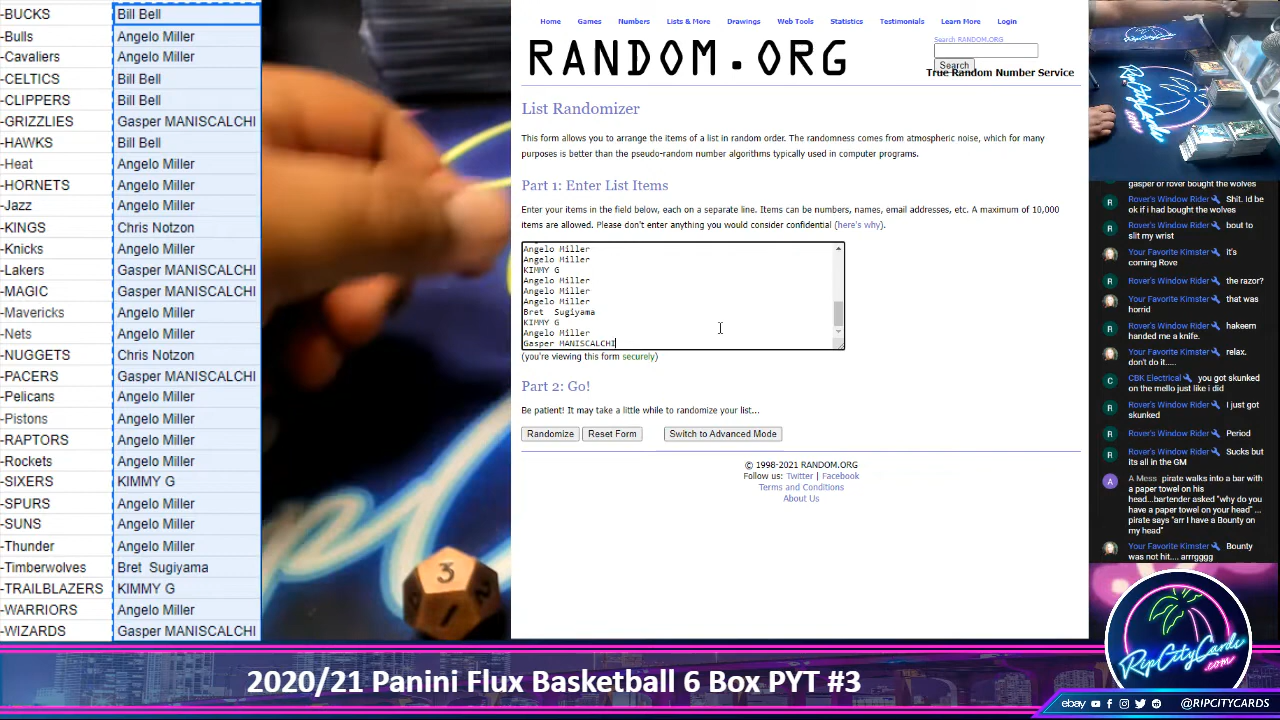 -BUCKS Bill Bell
-Bulls Angelo Miller
-Cavaliers Angelo Miller
-CELTICS Bill Bell
-CLIPPERS Bill Bell
-GRIZZLIES Gasper MANISCALCHI
-HAWKS Bill Bell
-Heat Angelo Miller
-HORNETS Angelo Miller
-Jazz Angelo Miller
-KINGS Chris Notzon
-Knicks Angelo Miller
-Lakers Gasper MANISCALCHI
-MAGIC Gasper MANISCALCHI
-Mavericks Angelo Miller
-Nets Angelo Miller
-NUGGETS Chris Notzon
-PACERS Gasper MANISCALCHI
-Pelicans Angelo Miller
-Pistons Angelo Miller
-RAPTORS Angelo Miller
-Rockets Angelo Miller
-SIXERS KIMMY G
-SPURS Angelo Miller
-SUNS Angelo Miller
-Thunder Angelo Miller
-Timberwolves Bret Sugiyama
-TRAILBLAZERS KIMMY G
-WARRIORS Angelo Miller
-WIZARDS Gasper MANISCALCHI
3
Home Games Numbers Lists & More Drawings Web Tools Statistics Testimonials Learn More Login
RANDOM.ORG
Search RANDOM.ORG
Search
True Random Number Service
List Randomizer
This form allows you to arrange the items of a list in random order. The randomness comes from atmospheric noise, which for many
purposes is better than the pseudo-random number algorithms typically used in computer programs.
Part 1: Enter List Items
Enter your items in the field below, each on a separate line. Items can be numbers, names, email addresses, etc. A maximum of 10,000
items are allowed. Please don't enter anything you would consider confidential (here's why).
Angelo Miller
Angelo Miller
KIMMY G
Angelo Miller
Angelo Miller
Angelo Miller
Bret Sugiyama
KIMMY G
Angelo Miller
Gasper MANISCALCHI
(you're viewing this form securely)
Part 2: Go!
Be patient! It may take a little while to randomize your list...
Randomize Reset Form Switch to Advanced Mode
© 1998-2021 RANDOM.ORG
Follow us: Twitter | Facebook
Terms and Conditions
About Us
gasper or rover bought the wolves
R Rover's Window Rider Shit. Id be
ok if i had bought the wolves
R Rover's Window Rider bout to
slit my wrist
Your Favorite Kimster it's
coming Rove
R Rover's Window Rider the razor?
Your Favorite Kimster that was
horrid
R Rover's Window Rider hakeem
handed me a knife.
Your Favorite Kimster relax.
don't do it.....
C CBK Electrical you got skunked
on the mello just like i did
R Rover's Window Rider I just got
skunked
R Rover's Window Rider Period
R Rover's Window Rider Sucks but
its all in the GM
A A Mess pirate walks into a bar with
a paper towel on his
head...bartender asked "why do you
have a paper towel on your head" ...
pirate says "arr I have a Bounty on
my head"
Your Favorite Kimster Bounty
was not hit.... arrrgggg
RipCityCards
.com
2020/21 Panini Flux Basketball 6 Box PYT #3
ebay @RIPCITYCARDS